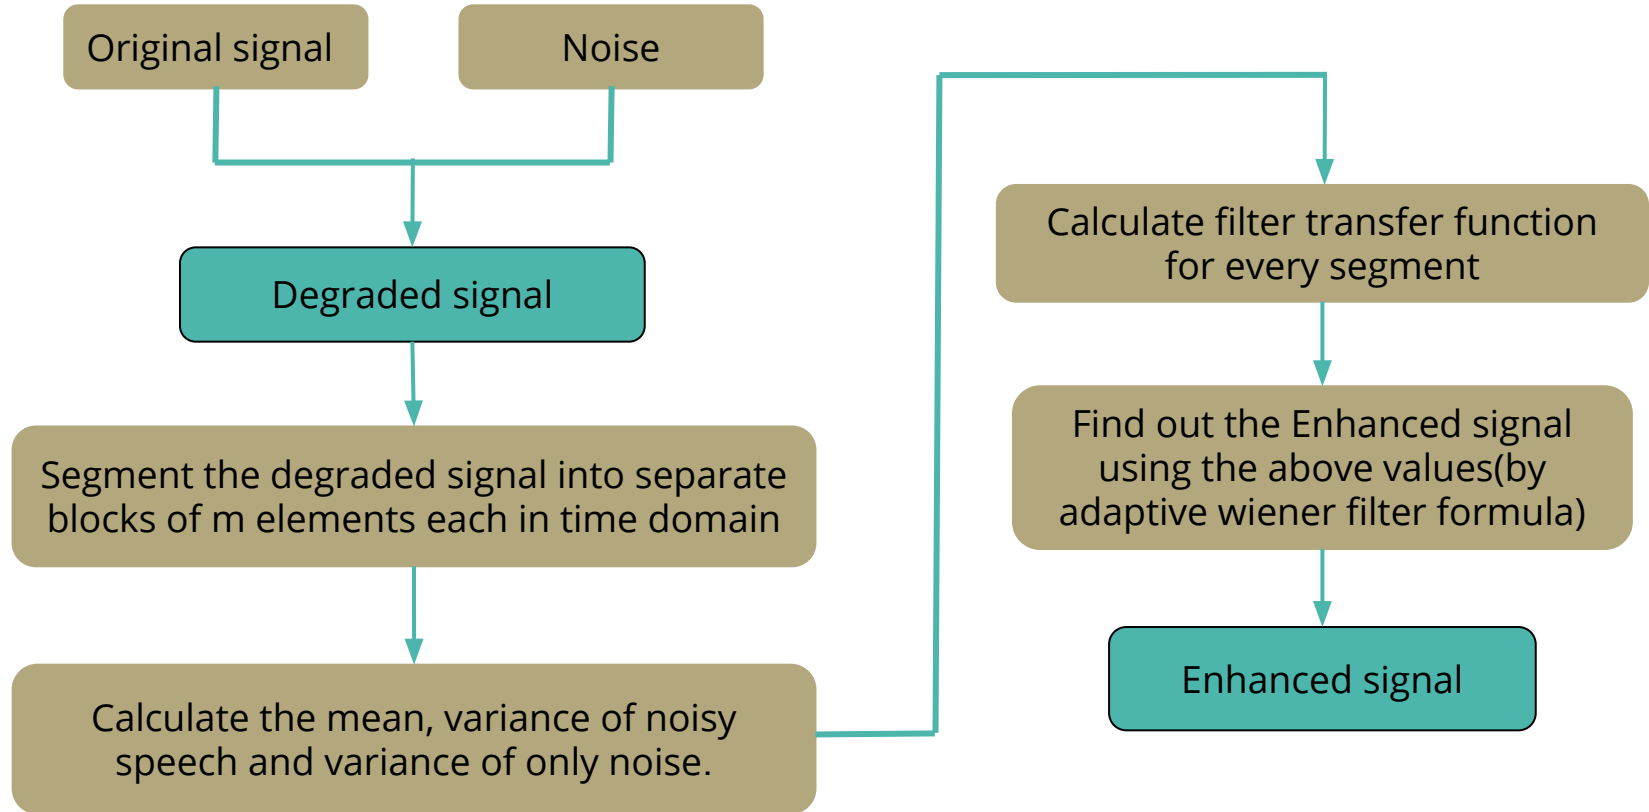 Original signal
Noise
Degraded signal
Segment the degraded signal into separate
blocks of m elements each in time domain
Calculate the mean, variance of noisy
speech and variance of only noise.
Calculate filter transfer function
for every segment
Find out the Enhanced signal
using the above values(by
adaptive wiener filter formula)
Enhanced signal